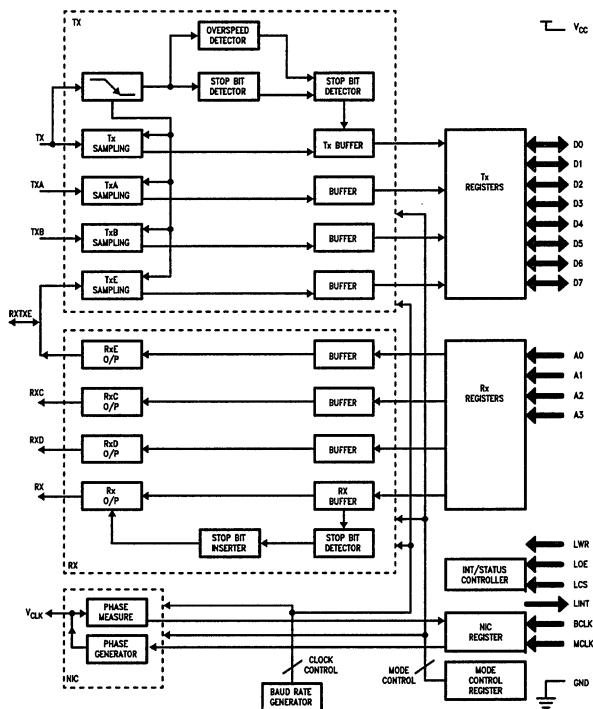 TX
OVERSPEED
DETECTOR
VCC
STOP BIT
DETECTOR
STOP BIT
DETECTOR
TX
Tx
SAMPLING
Tx BUFFER
Tx
REGISTERS
D0
D1
TXA
TxA
SAMPLING
BUFFER
D2
D3
D4
TXB
TxB
SAMPLING
BUFFER
D5
D6
TxE
SAMPLING
BUFFER
D7
RXTXE
RxE
O/P
BUFFER
Rx
REGISTERS
A0
A1
RXC
RxC
O/P
BUFFER
A2
A3
RXD
RxD
O/P
BUFFER
RX
Rx
O/P
RX
BUFFER
STOP BIT
INSERTER
STOP BIT
DETECTOR
RX
INT/STATUS
CONTROLLER
LWR
LOE
LCS
LINT
VCLK
PHASE
MEASURE
NIC
REGISTER
BCLK
MCLK
PHASE
GENERATOR
NIC
CLOCK
CONTROL
MODE
CONTROL
MODE
CONTROL
REGISTER
GND
BAUD RATE
GENERATOR